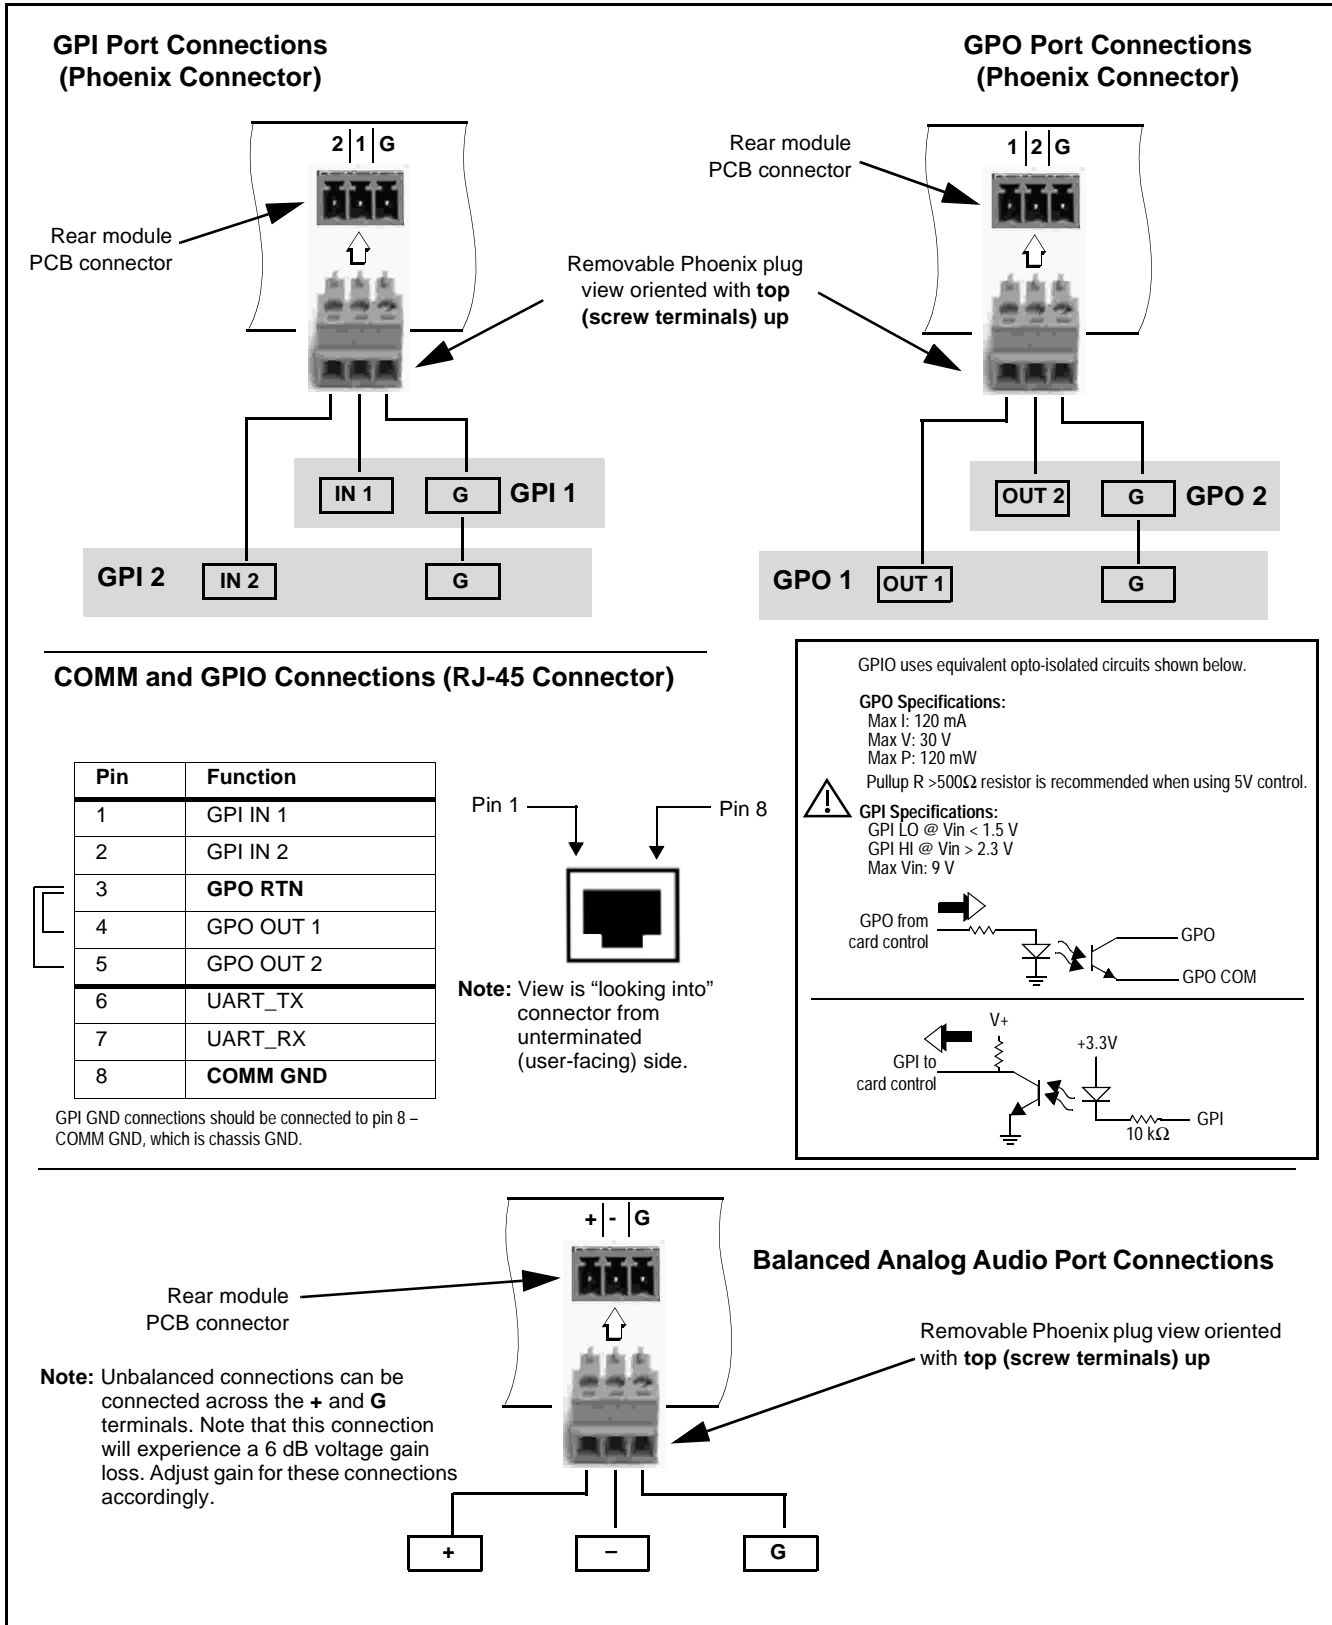 GPI Port Connections
(Phoenix Connector)
GPO Port Connections
(Phoenix Connector)
2 1 G
Rear module
PCB connector
1 2 G
Rear module
PCB connector
Removable Phoenix plug
view oriented with top
(screw terminals) up
IN 1 G GPI 1
GPI 2 IN 2 G
OUT 2 G GPO 2
GPO 1 OUT 1 G
COMM and GPIO Connections (RJ-45 Connector)
Pin Function
1 GPI IN 1
2 GPI IN 2
3 GPO RTN
4 GPO OUT 1
5 GPO OUT 2
6 UART_TX
7 UART_RX
8 COMM GND
GPI GND connections should be connected to pin 8 –
COMM GND, which is chassis GND.
Pin 1 Pin 8
Note: View is “looking into”
connector from
unterminated
(user-facing) side.
GPIO uses equivalent opto-isolated circuits shown below.
GPO Specifications:
Max I: 120 mA
Max V: 30 V
Max P: 120 mW
Pullup R >500Ω resistor is recommended when using 5V control.
GPI Specifications:
GPI LO @ Vin < 1.5 V
GPI HI @ Vin > 2.3 V
Max Vin: 9 V
GPO from
card control
GPO
GPO COM
V+
+3.3V
GPI to
card control
GPI
10 kΩ
+ - G
Balanced Analog Audio Port Connections
Rear module
PCB connector
Removable Phoenix plug view oriented
with top (screw terminals) up
Note: Unbalanced connections can be
connected across the + and G
terminals. Note that this connection
will experience a 6 dB voltage gain
loss. Adjust gain for these connections
accordingly.
+ – G